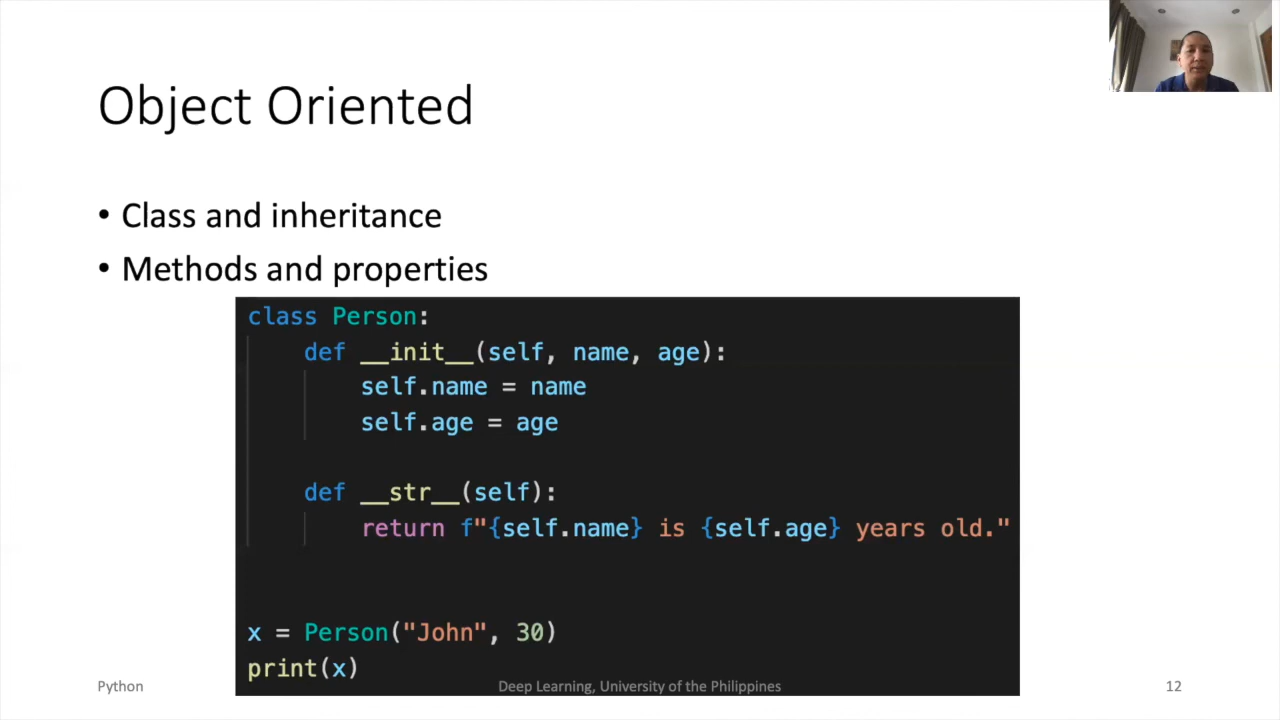 Object Oriented
• Class and inheritance
• Methods and properties
class Person:
    def __init__(self, name, age):
        self.name = name
        self.age = age
    def __str__(self):
        return f"{self.name} is {self.age} years old."
x = Person("John", 30)
print(x)
Python
Deep Learning, University of the Philippines
12